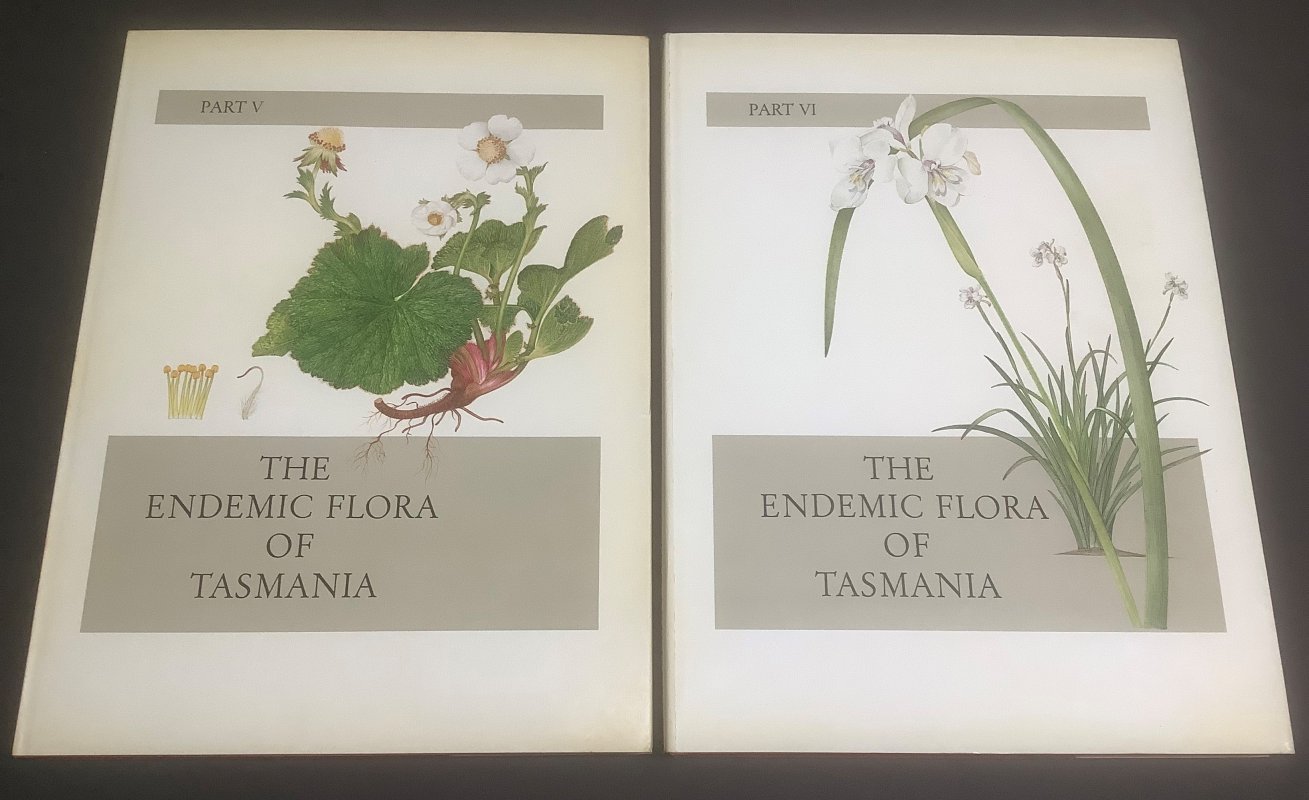 PART V
THE
ENDEMIC FLORA
OF
TASMANIA
PART VI
THE
ENDEMIC FLORA
OF
TASMANIA